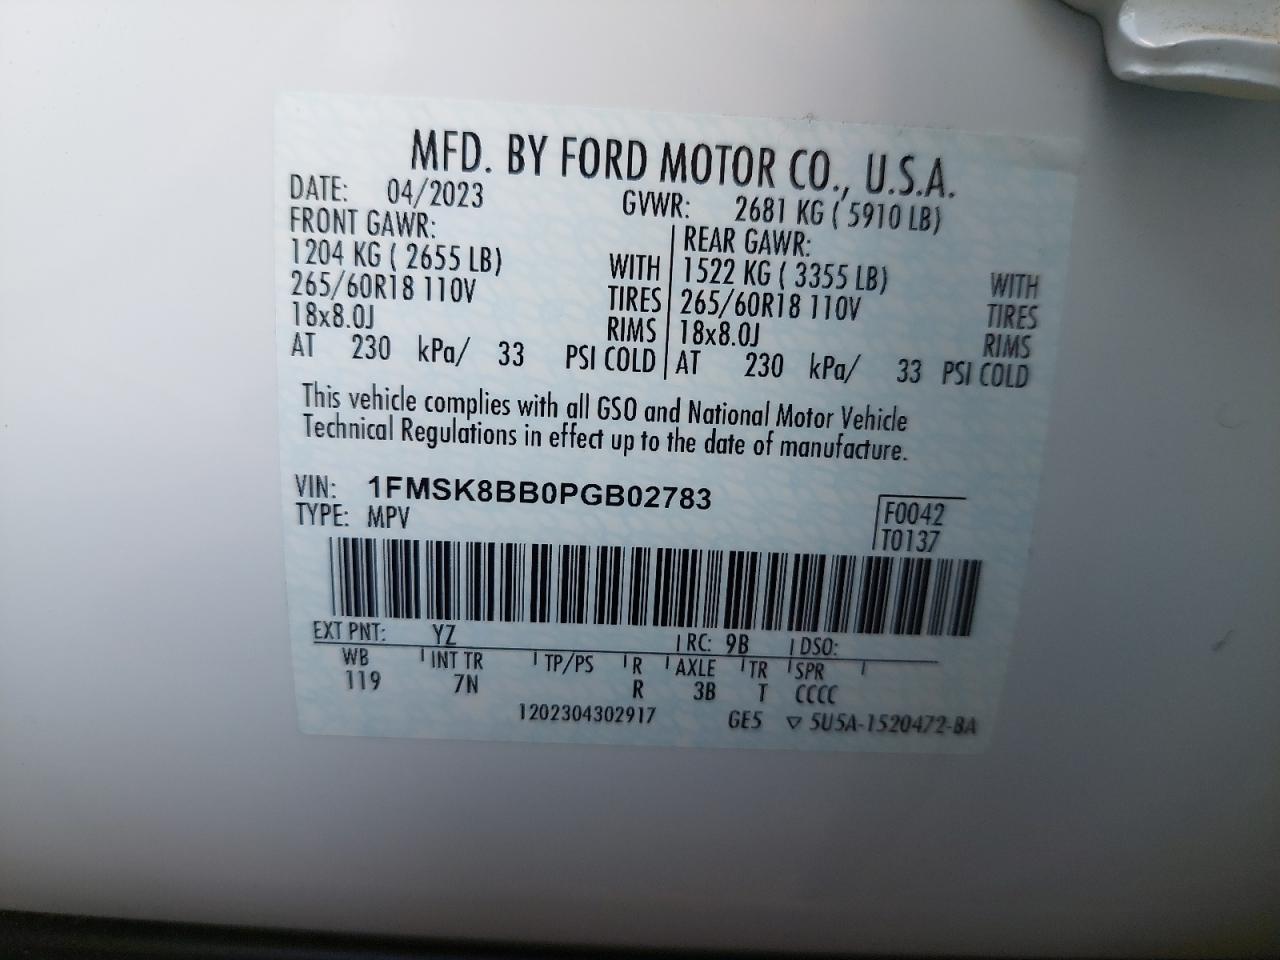 MFD. BY FORD MOTOR CO., U.S.A.
DATE: 04/2023 GVWR: 2681 KG ( 5910 LB)
FRONT GAWR: REAR GAWR:
1204 KG ( 2655 LB) WITH 1522 KG ( 3355 LB) WITH
265/60R18 110V TIRES 265/60R18 110V TIRES
18x8.0J RIMS 18x8.0J RIMS
AT 230 kPa/ 33 PSI COLD AT 230 kPa/ 33 PSI COLD
This vehicle complies with all GSO and National Motor Vehicle
Technical Regulations in effect up to the date of manufacture.
VIN: 1FMSK8BB0PGB02783
TYPE: MPV
F0042
T0137
EXT PNT: YZ RC: 9B DSO:
WB INT TR TP/PS R AXLE TR SPR
119 7N R 3B T CCCC
1202304302917 GE5 ▽ 5U5A-1520472-BA